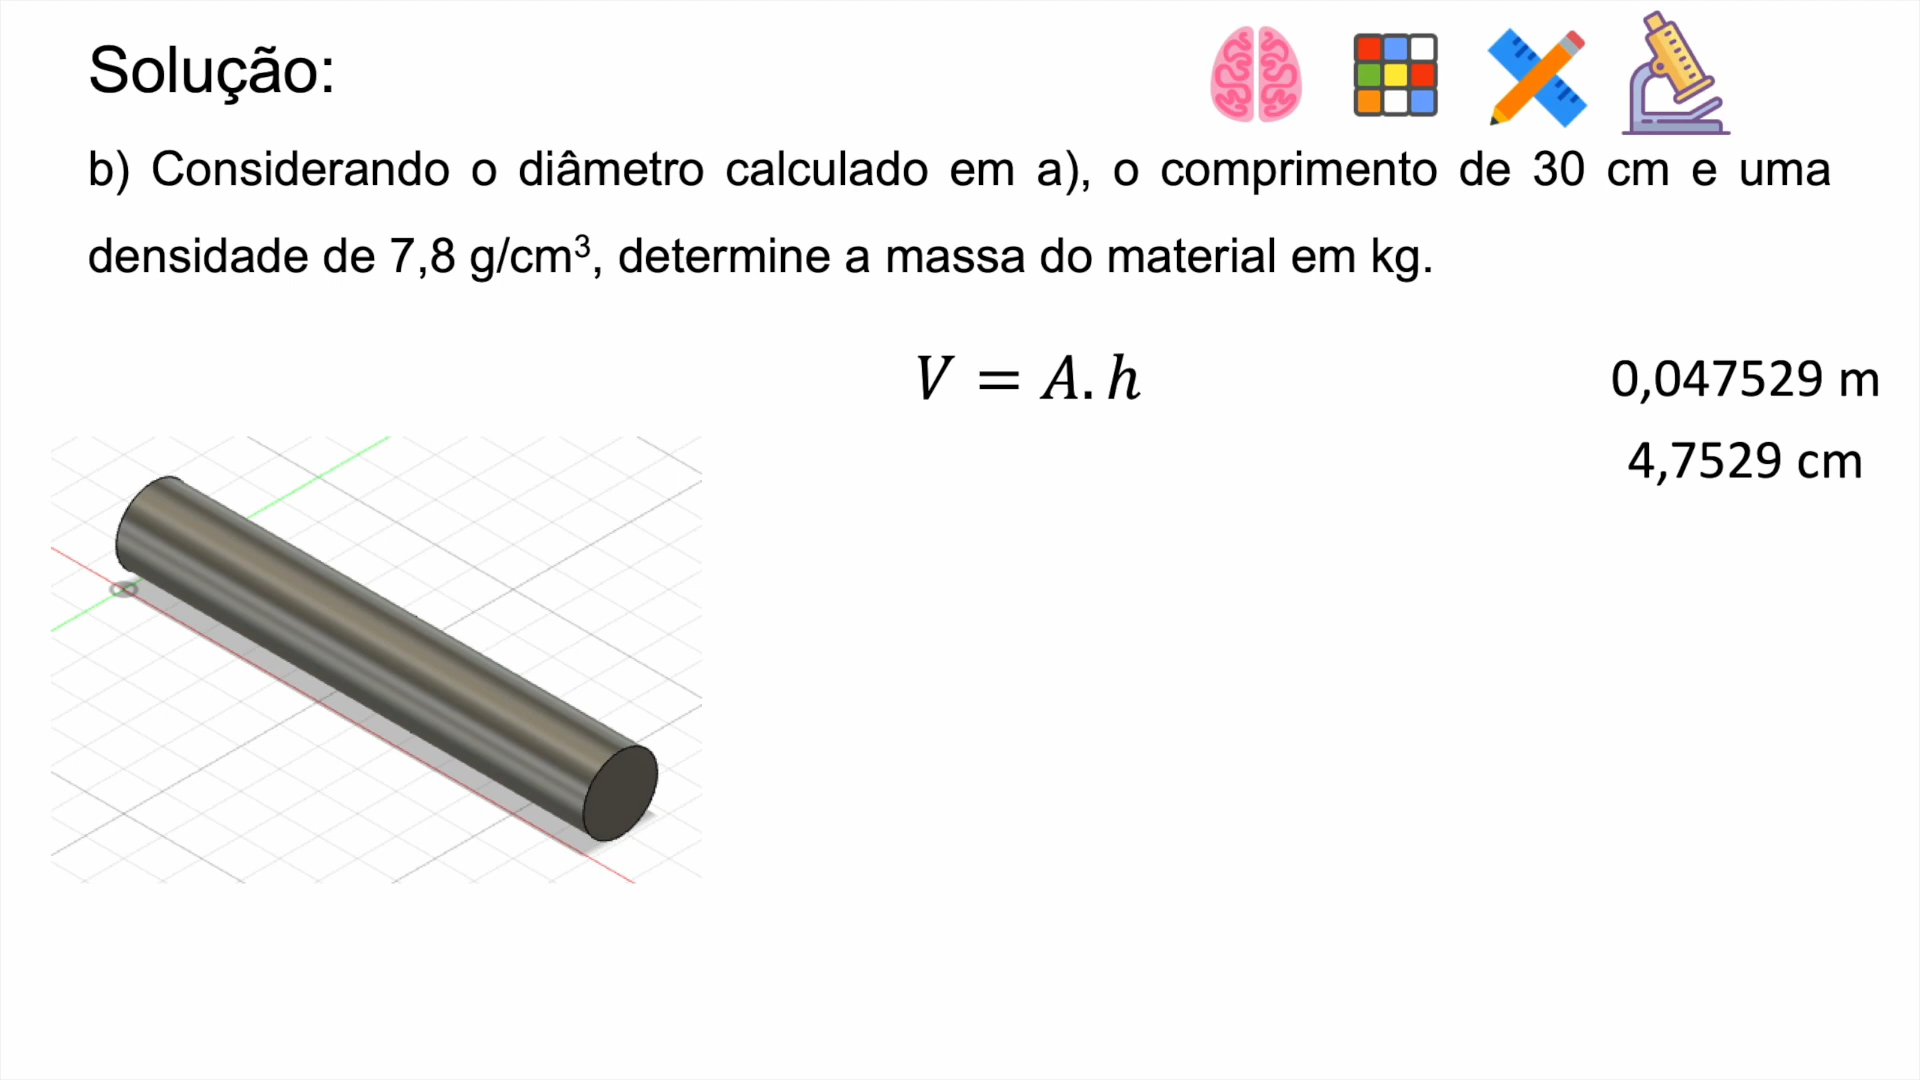 Solução:
b) Considerando o diâmetro calculado em a), o comprimento de 30 cm e uma
densidade de 7,8 g/cm³, determine a massa do material em kg.
V = A.h
0,047529 m
4,7529 cm